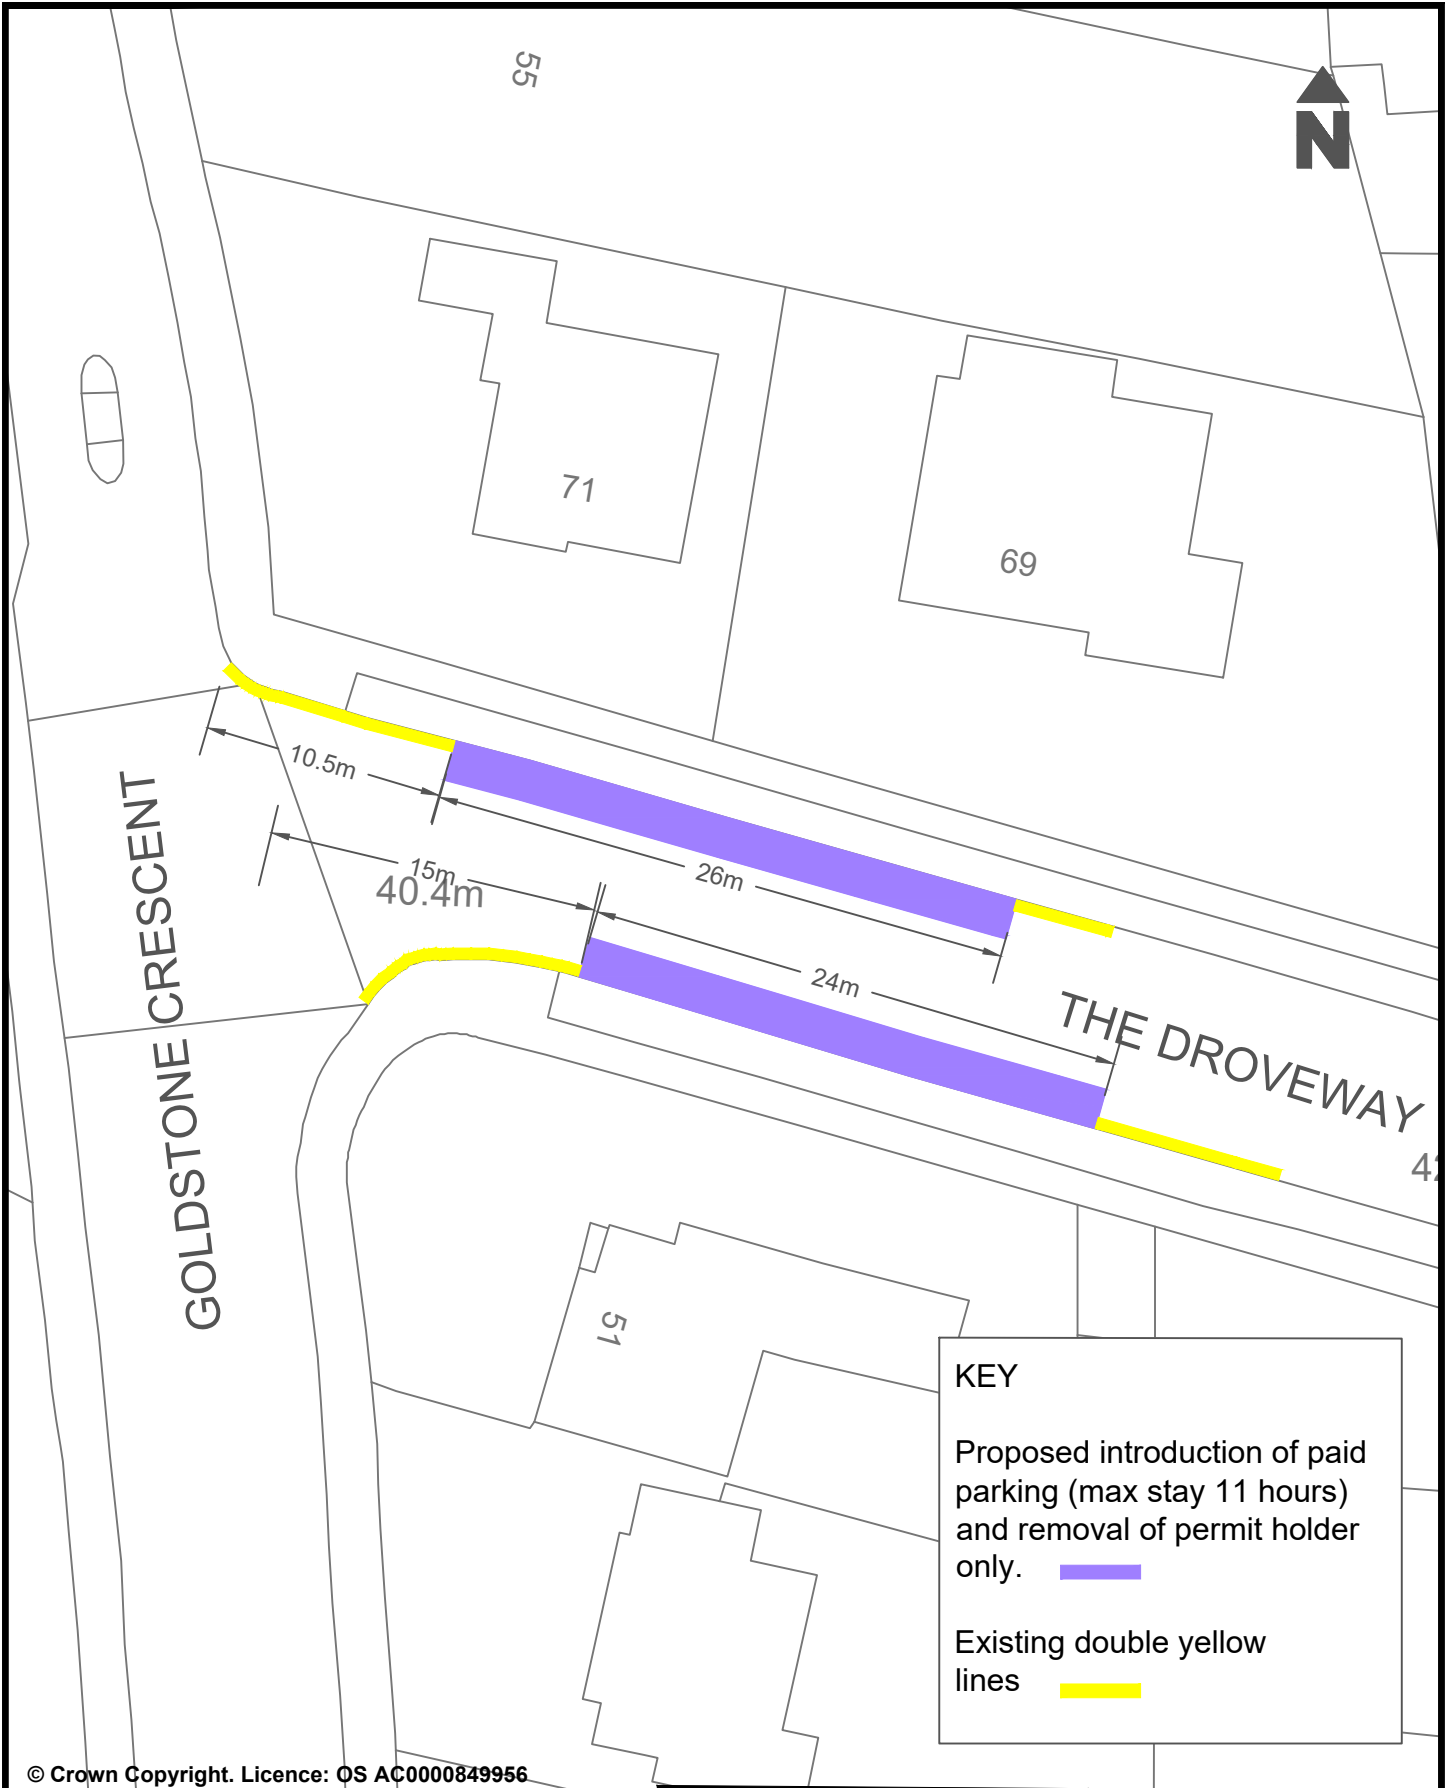 55
N
71
69
10.5m
15m
26m
40.4m
24m
THE DROVEWAY
GOLDSTONE CRESCENT
51
KEY
Proposed introduction of paid
parking (max stay 11 hours)
and removal of permit holder
only.
Existing double yellow
lines
© Crown Copyright. Licence: OS AC0000849956